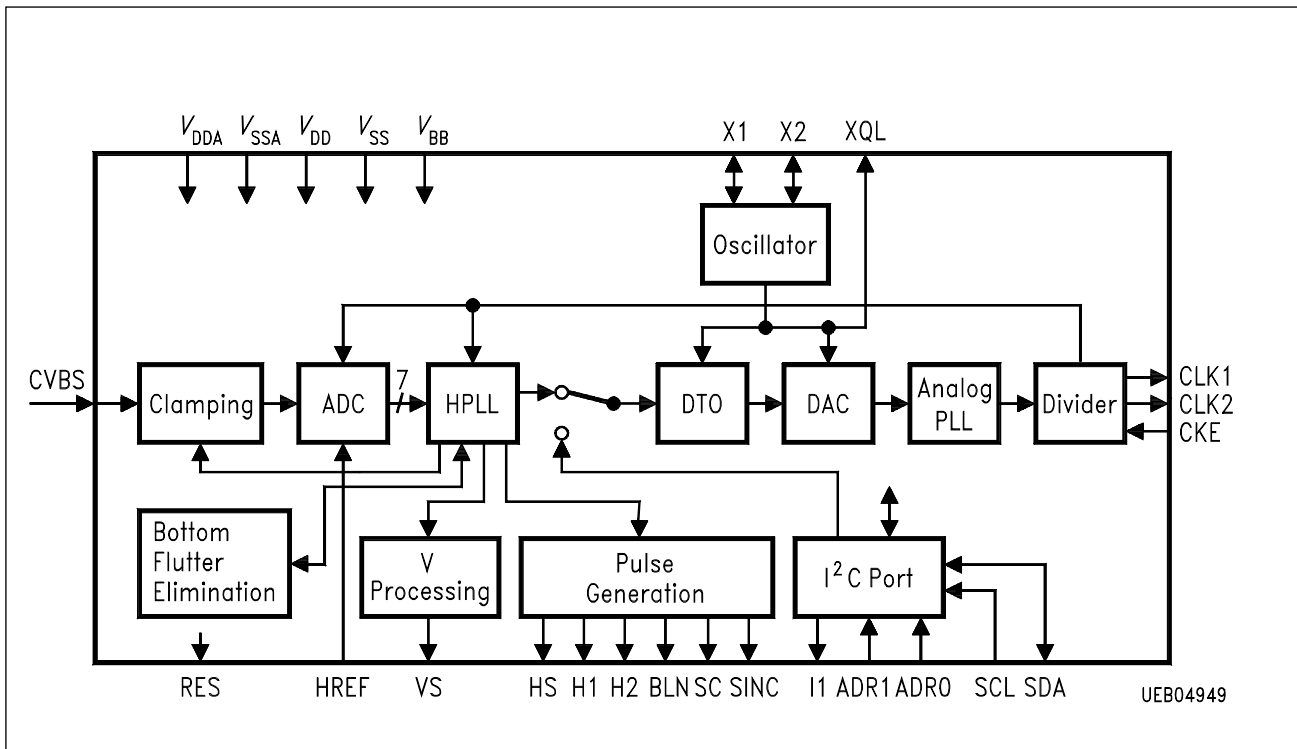 VDDA VSSA VDD VSS VBB X1 X2 XQL
Oscillator
CVBS
Clamping
ADC
7
HPLL
DTO
DAC
Analog
PLL
Divider
CLK1
CLK2
CKE
Bottom
Flutter
Elimination
V
Processing
Pulse
Generation
I²C Port
RES HREF VS HS H1 H2 BLN SC SINC I1 ADR1 ADR0 SCL SDA
UEB04949